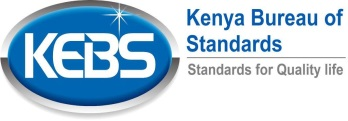 KEBS
Kenya Bureau of
Standards
Standards for Quality life